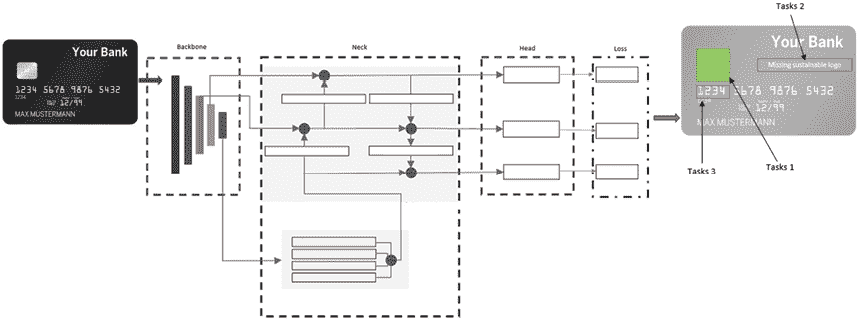 Tasks 2
Backbone
Neck
Head
Loss
Your Bank
1234 5678 9876 5432
12/99
MAX MUSTERMANN
Your Bank
Missing sustainable logo
1234 5678 9876 5432
12/99
MAX MUSTERMANN
Tasks 3
Tasks 1